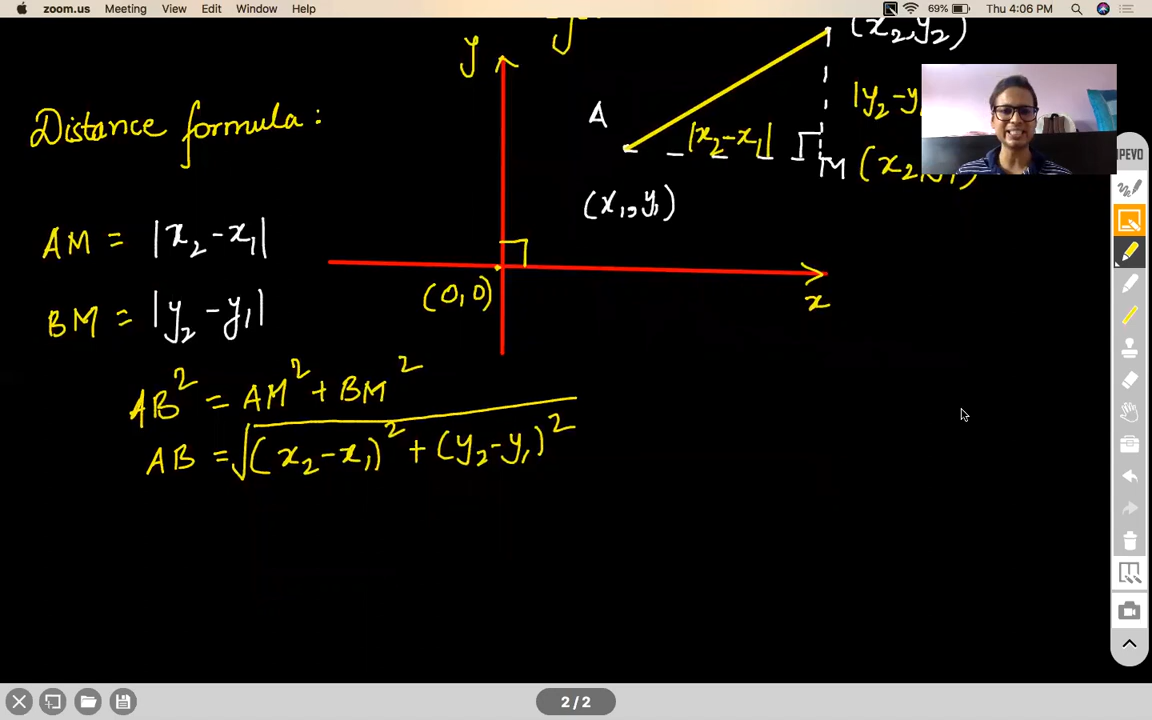 zoom.us Meeting View Format Edit Window Help 69% Thu 4:06 PM
y
(x₂,y₂)
y
Distance formula :
A
|x₂-x₁|
|y₂-y
M (x₂
IPEVO
(x₁,y₁)
AM = |x₂-x₁|
(0,0)
x
BM = |y₂-y₁|
AB² = AM² + BM²
AB = √(x₂-x₁)² + (y₂-y₁)²
2/2